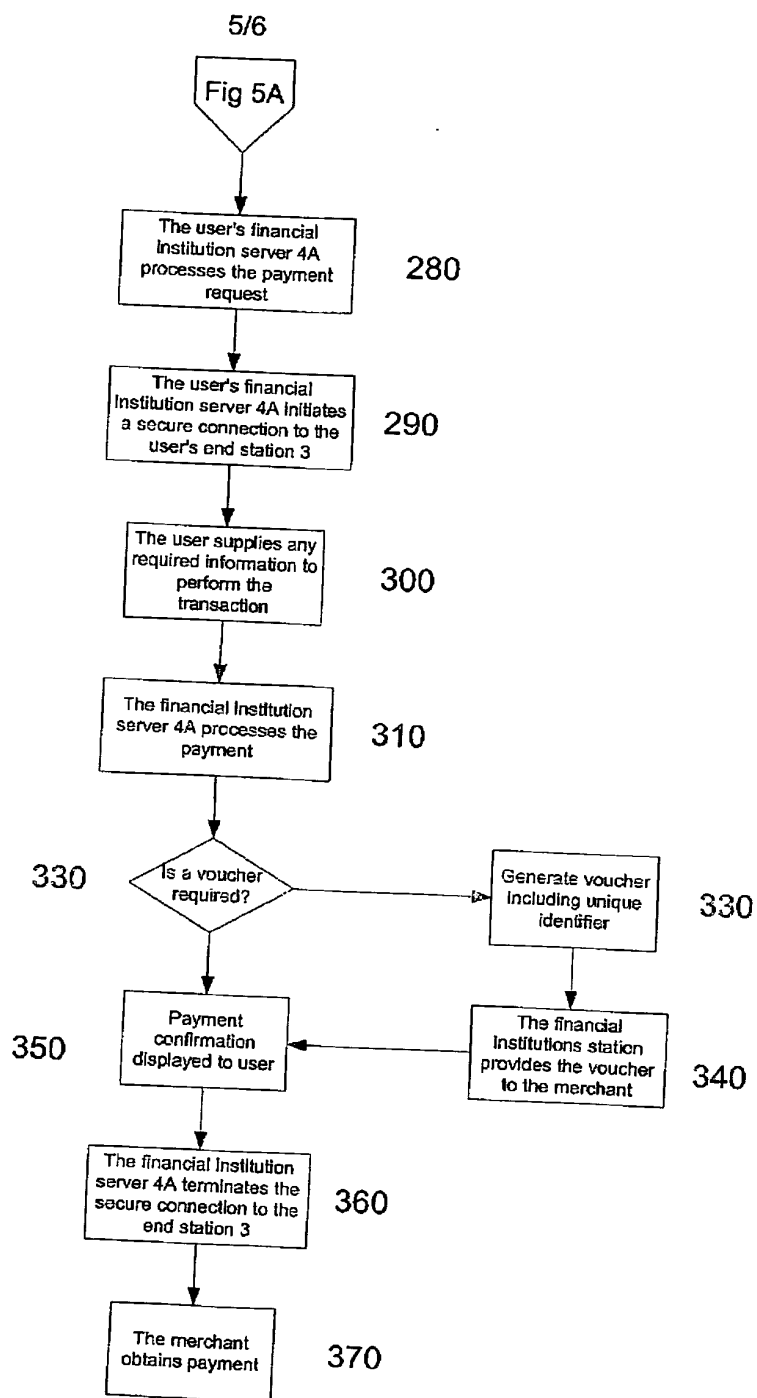 5/6
Fig 5A
The user's financial
Institution server 4A
processes the payment
request
280
The user's financial
Institution server 4A initiates
a secure connection to the
user's end station 3
290
The user supplies any
required information to
perform the
transaction
300
The financial Institution
server 4A processes the
payment
310
330
Is a voucher
required?
Generate voucher
including unique
identifier
330
350
Payment
confirmation
displayed to user
The financial
Institutions station
provides the voucher
to the merchant
340
The financial Institution
server 4A terminates the
secure connection to the
end station 3
360
The merchant
obtains payment
370